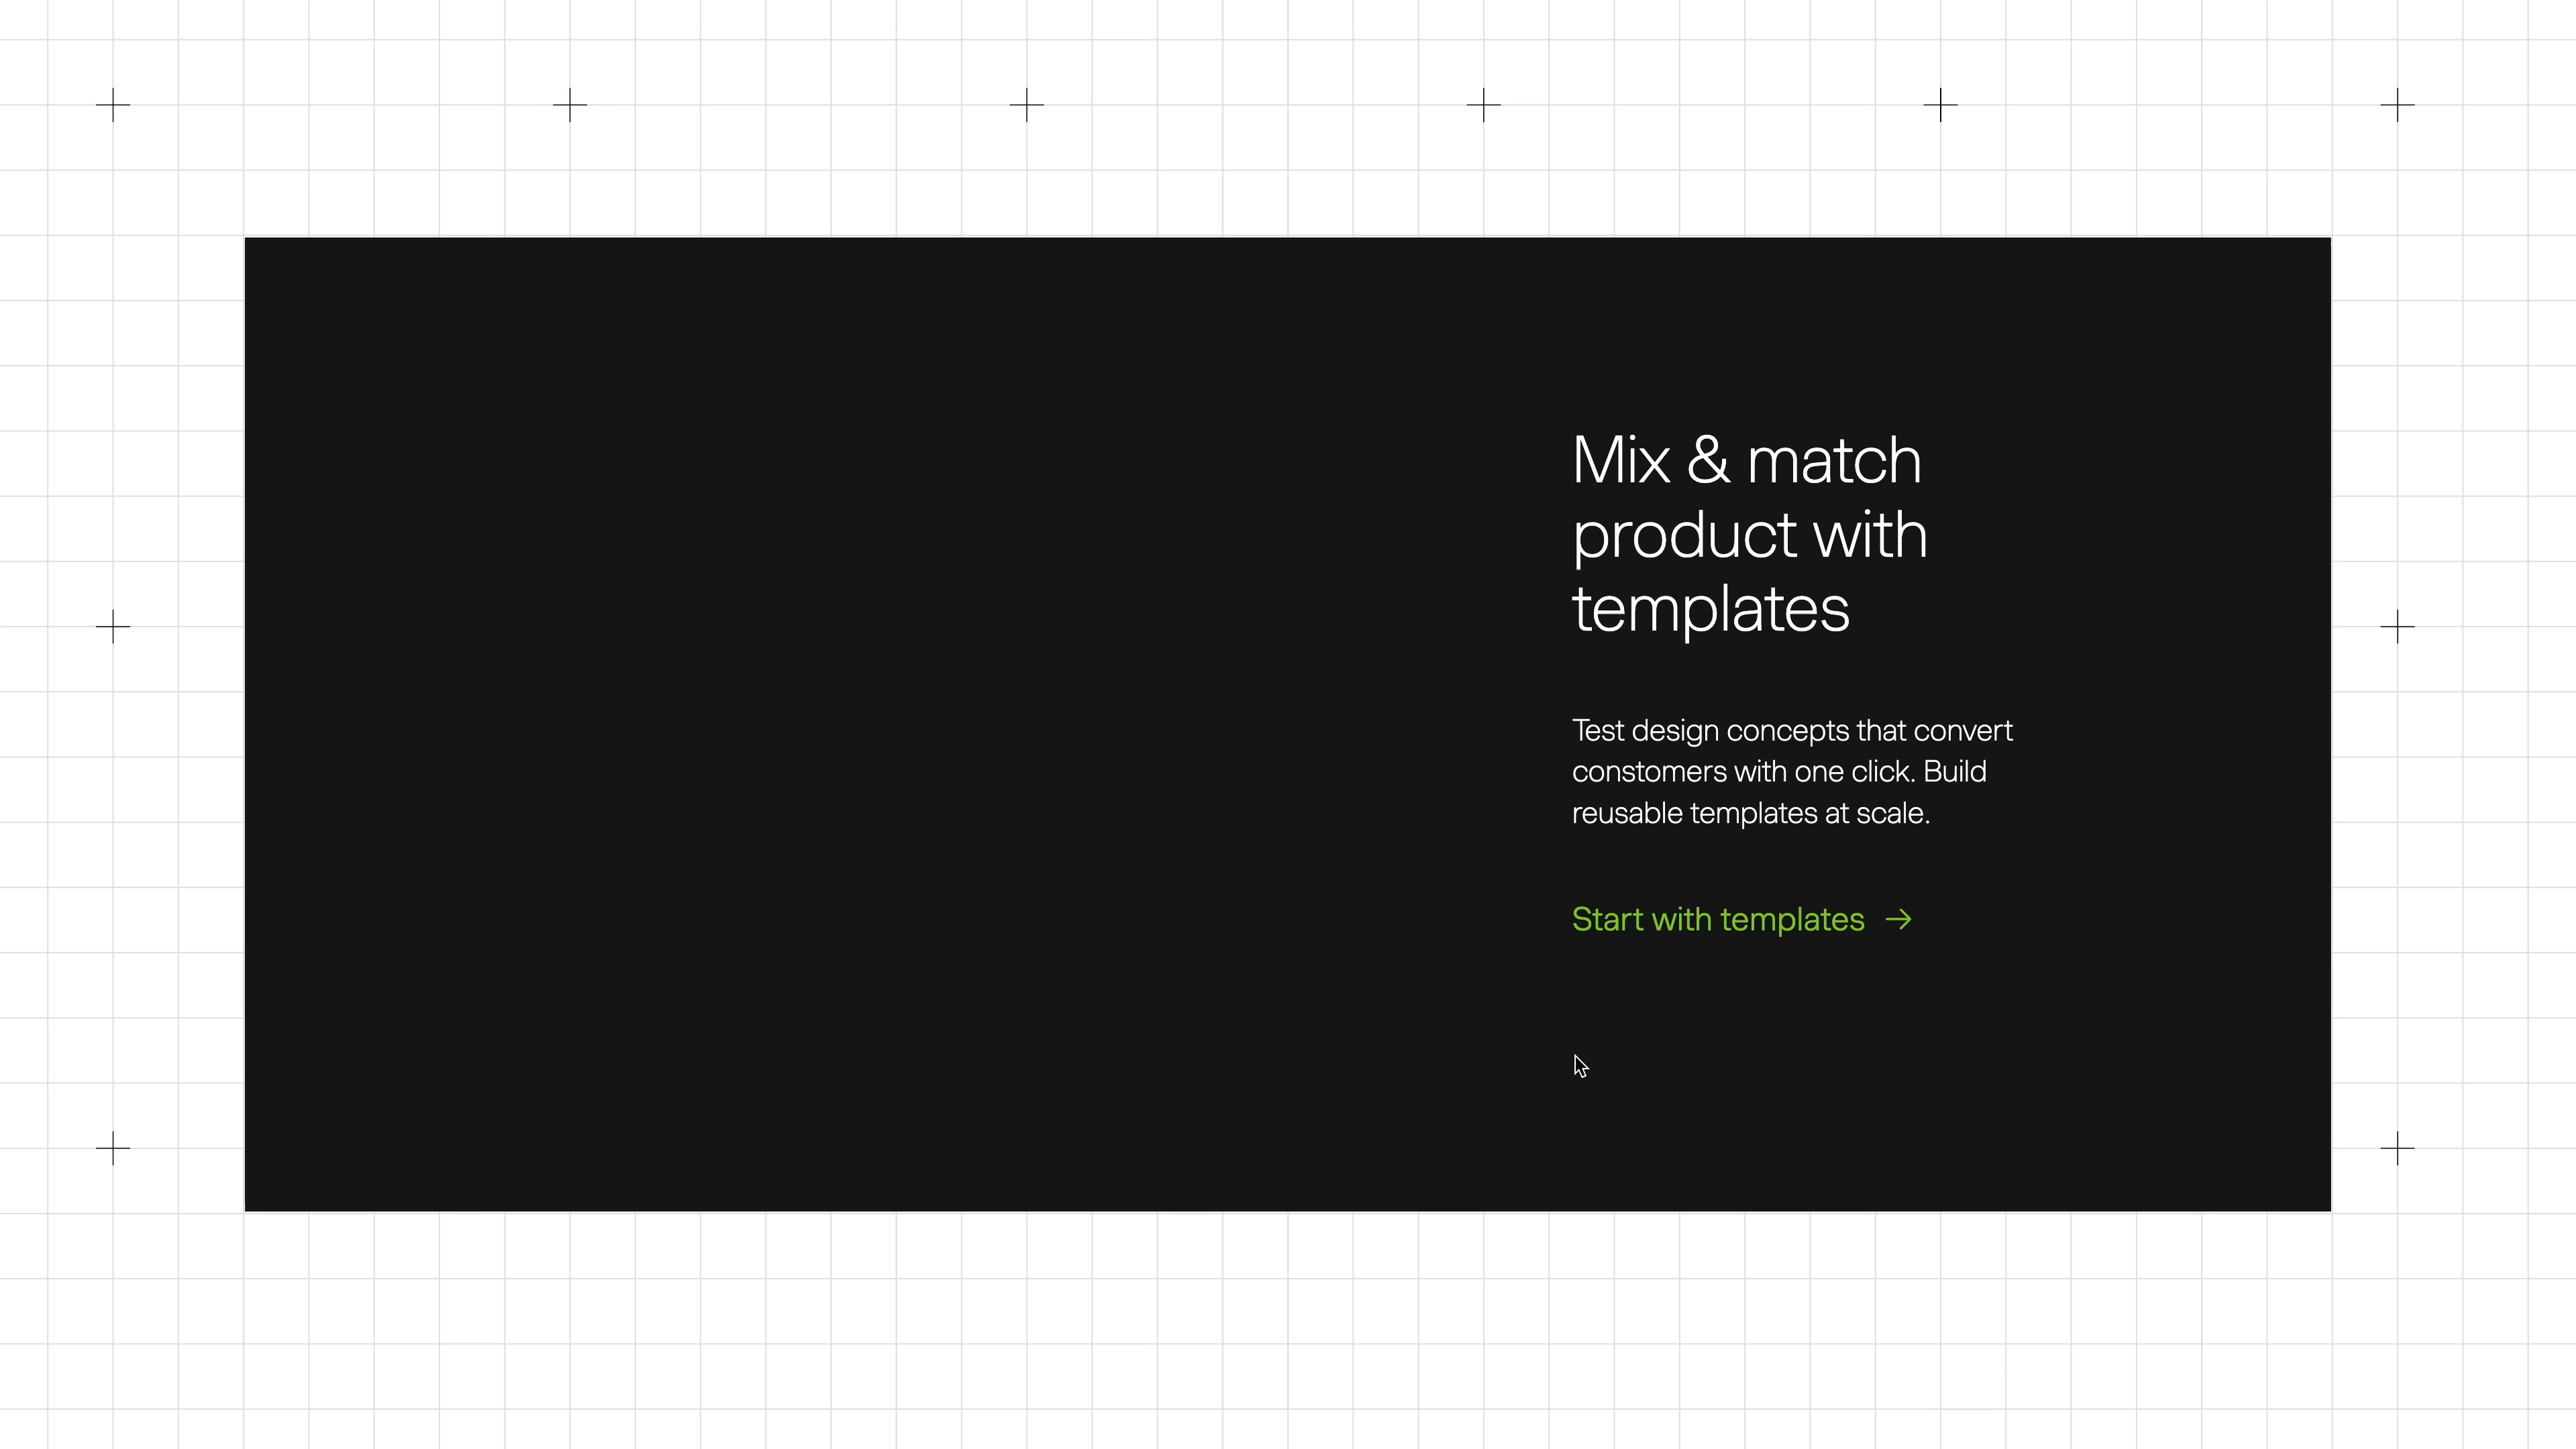 Mix & match
product with
templates
Test design concepts that convert
constomers with one click. Build
reusable templates at scale.
Start with templates →